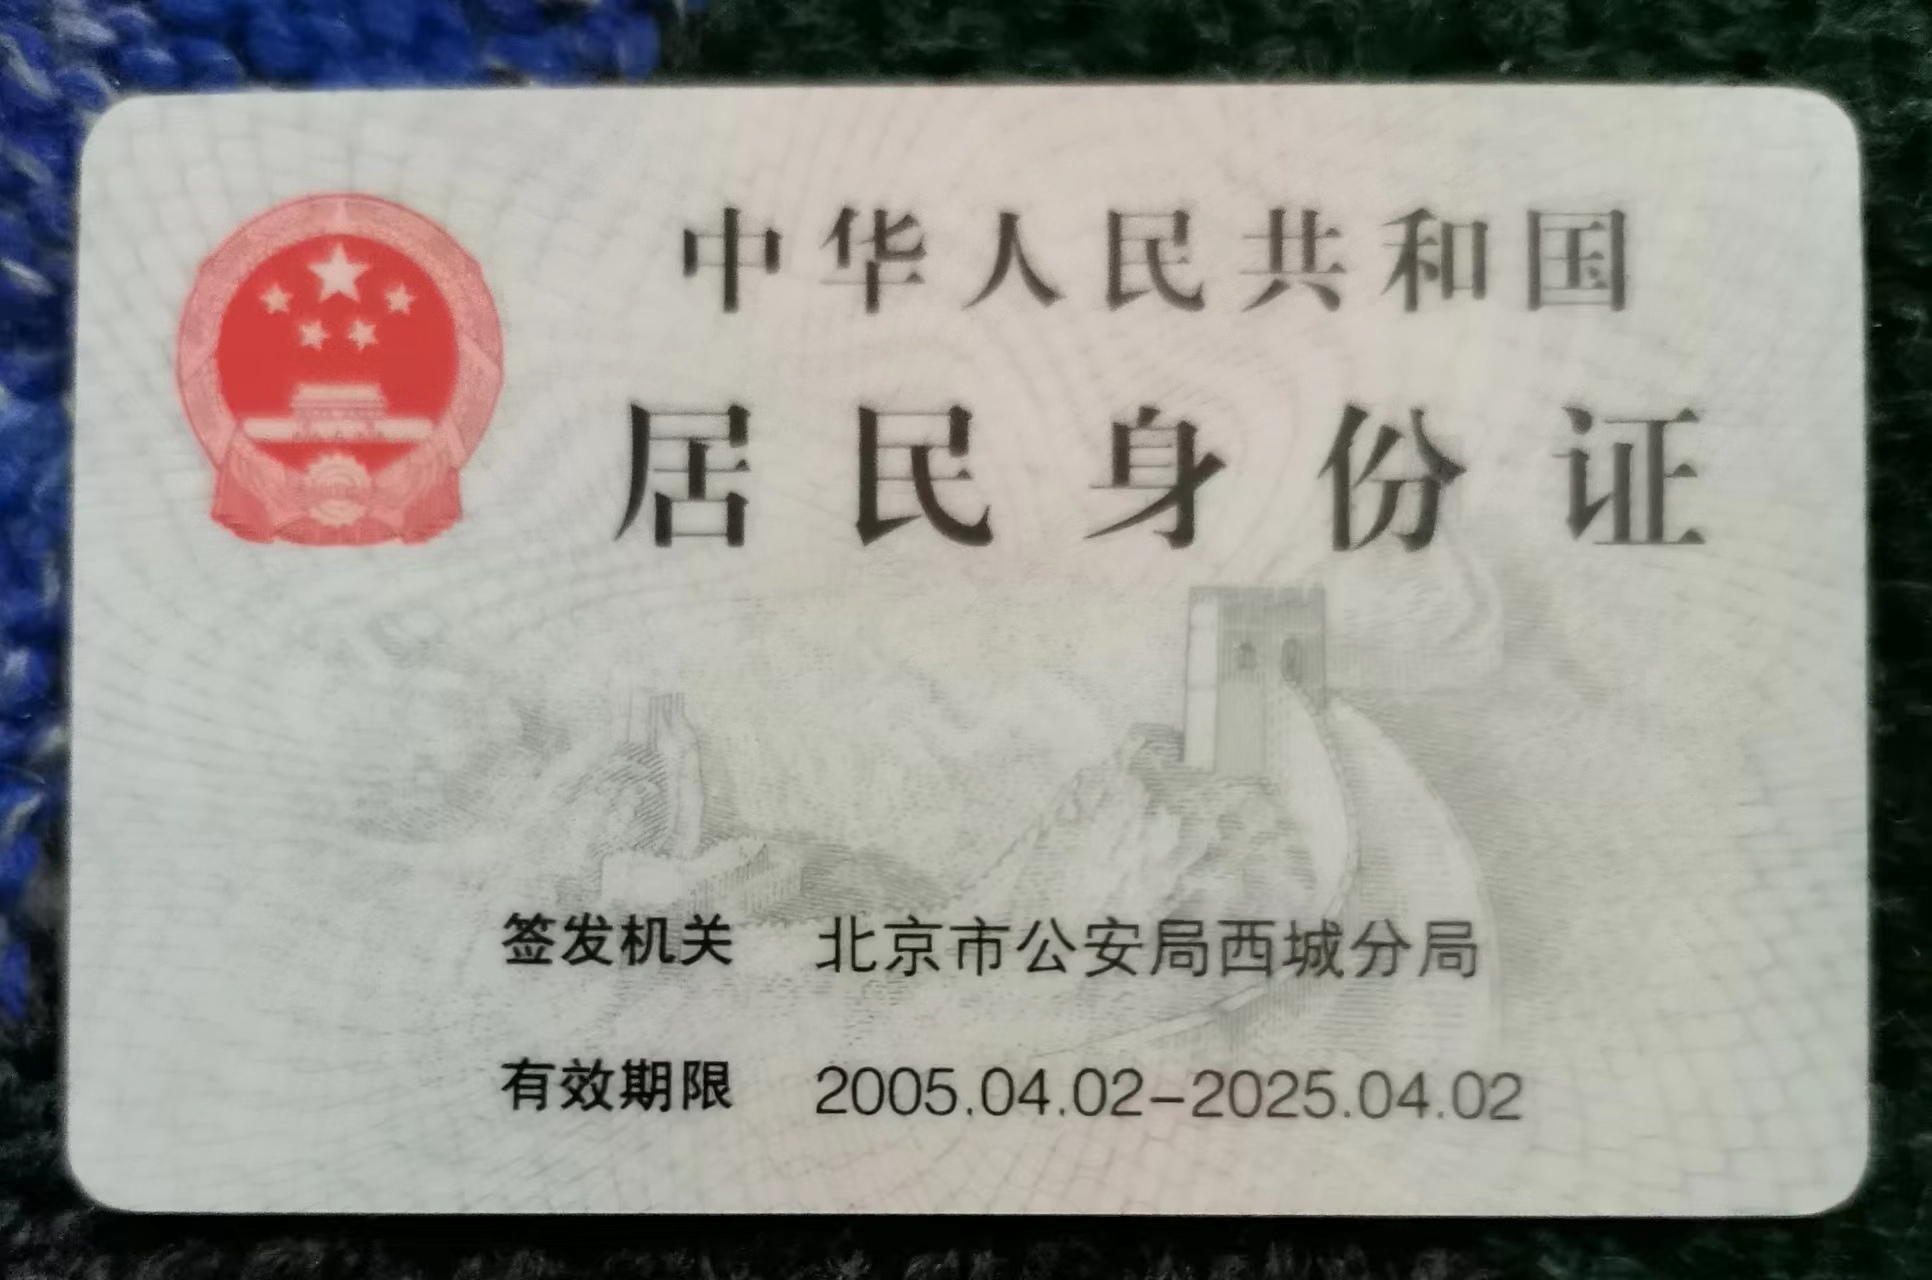 中华人民共和国
居民身份证
签发机关 北京市公安局西城分局
有效期限 2005.04.02-2025.04.02